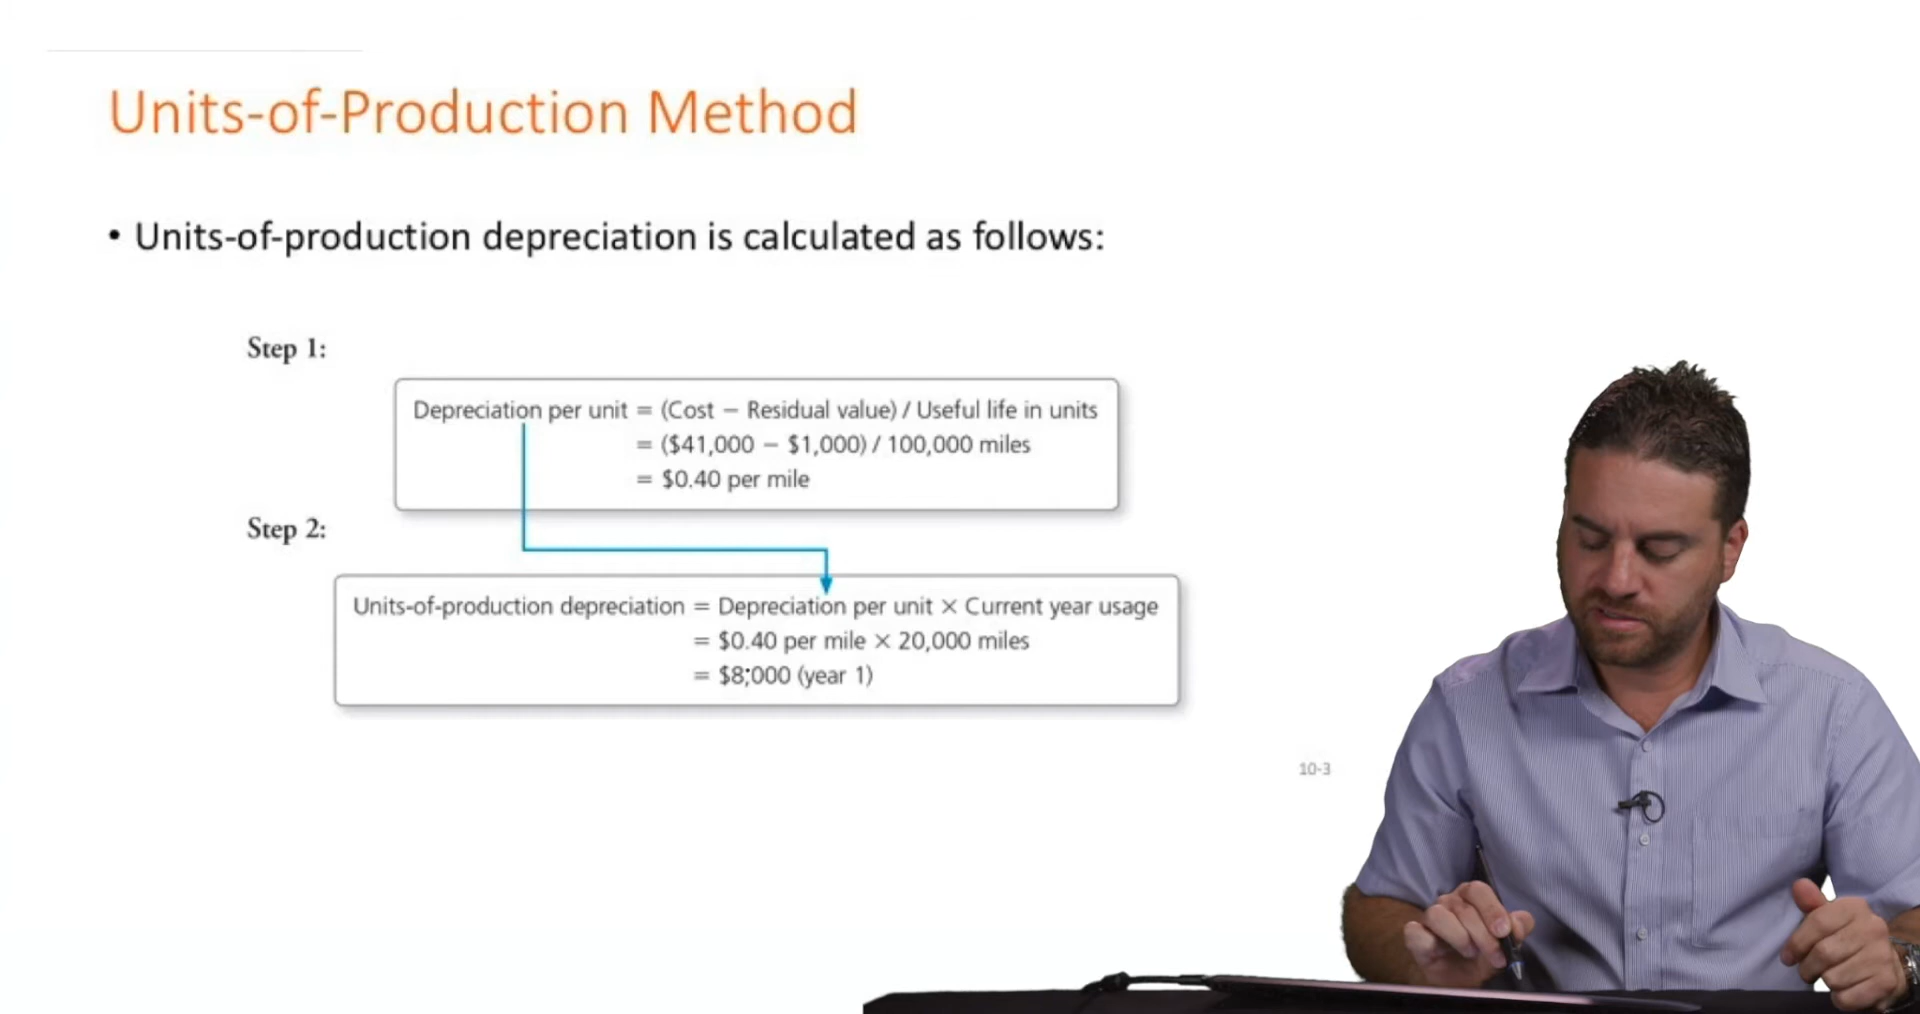 Units-of-Production Method
• Units-of-production depreciation is calculated as follows:
Step 1:
Depreciation per unit = (Cost − Residual value) / Useful life in units
= ($41,000 − $1,000) / 100,000 miles
= $0.40 per mile
Step 2:
Units-of-production depreciation = Depreciation per unit × Current year usage
= $0.40 per mile × 20,000 miles
= $8,000 (year 1)
10-3